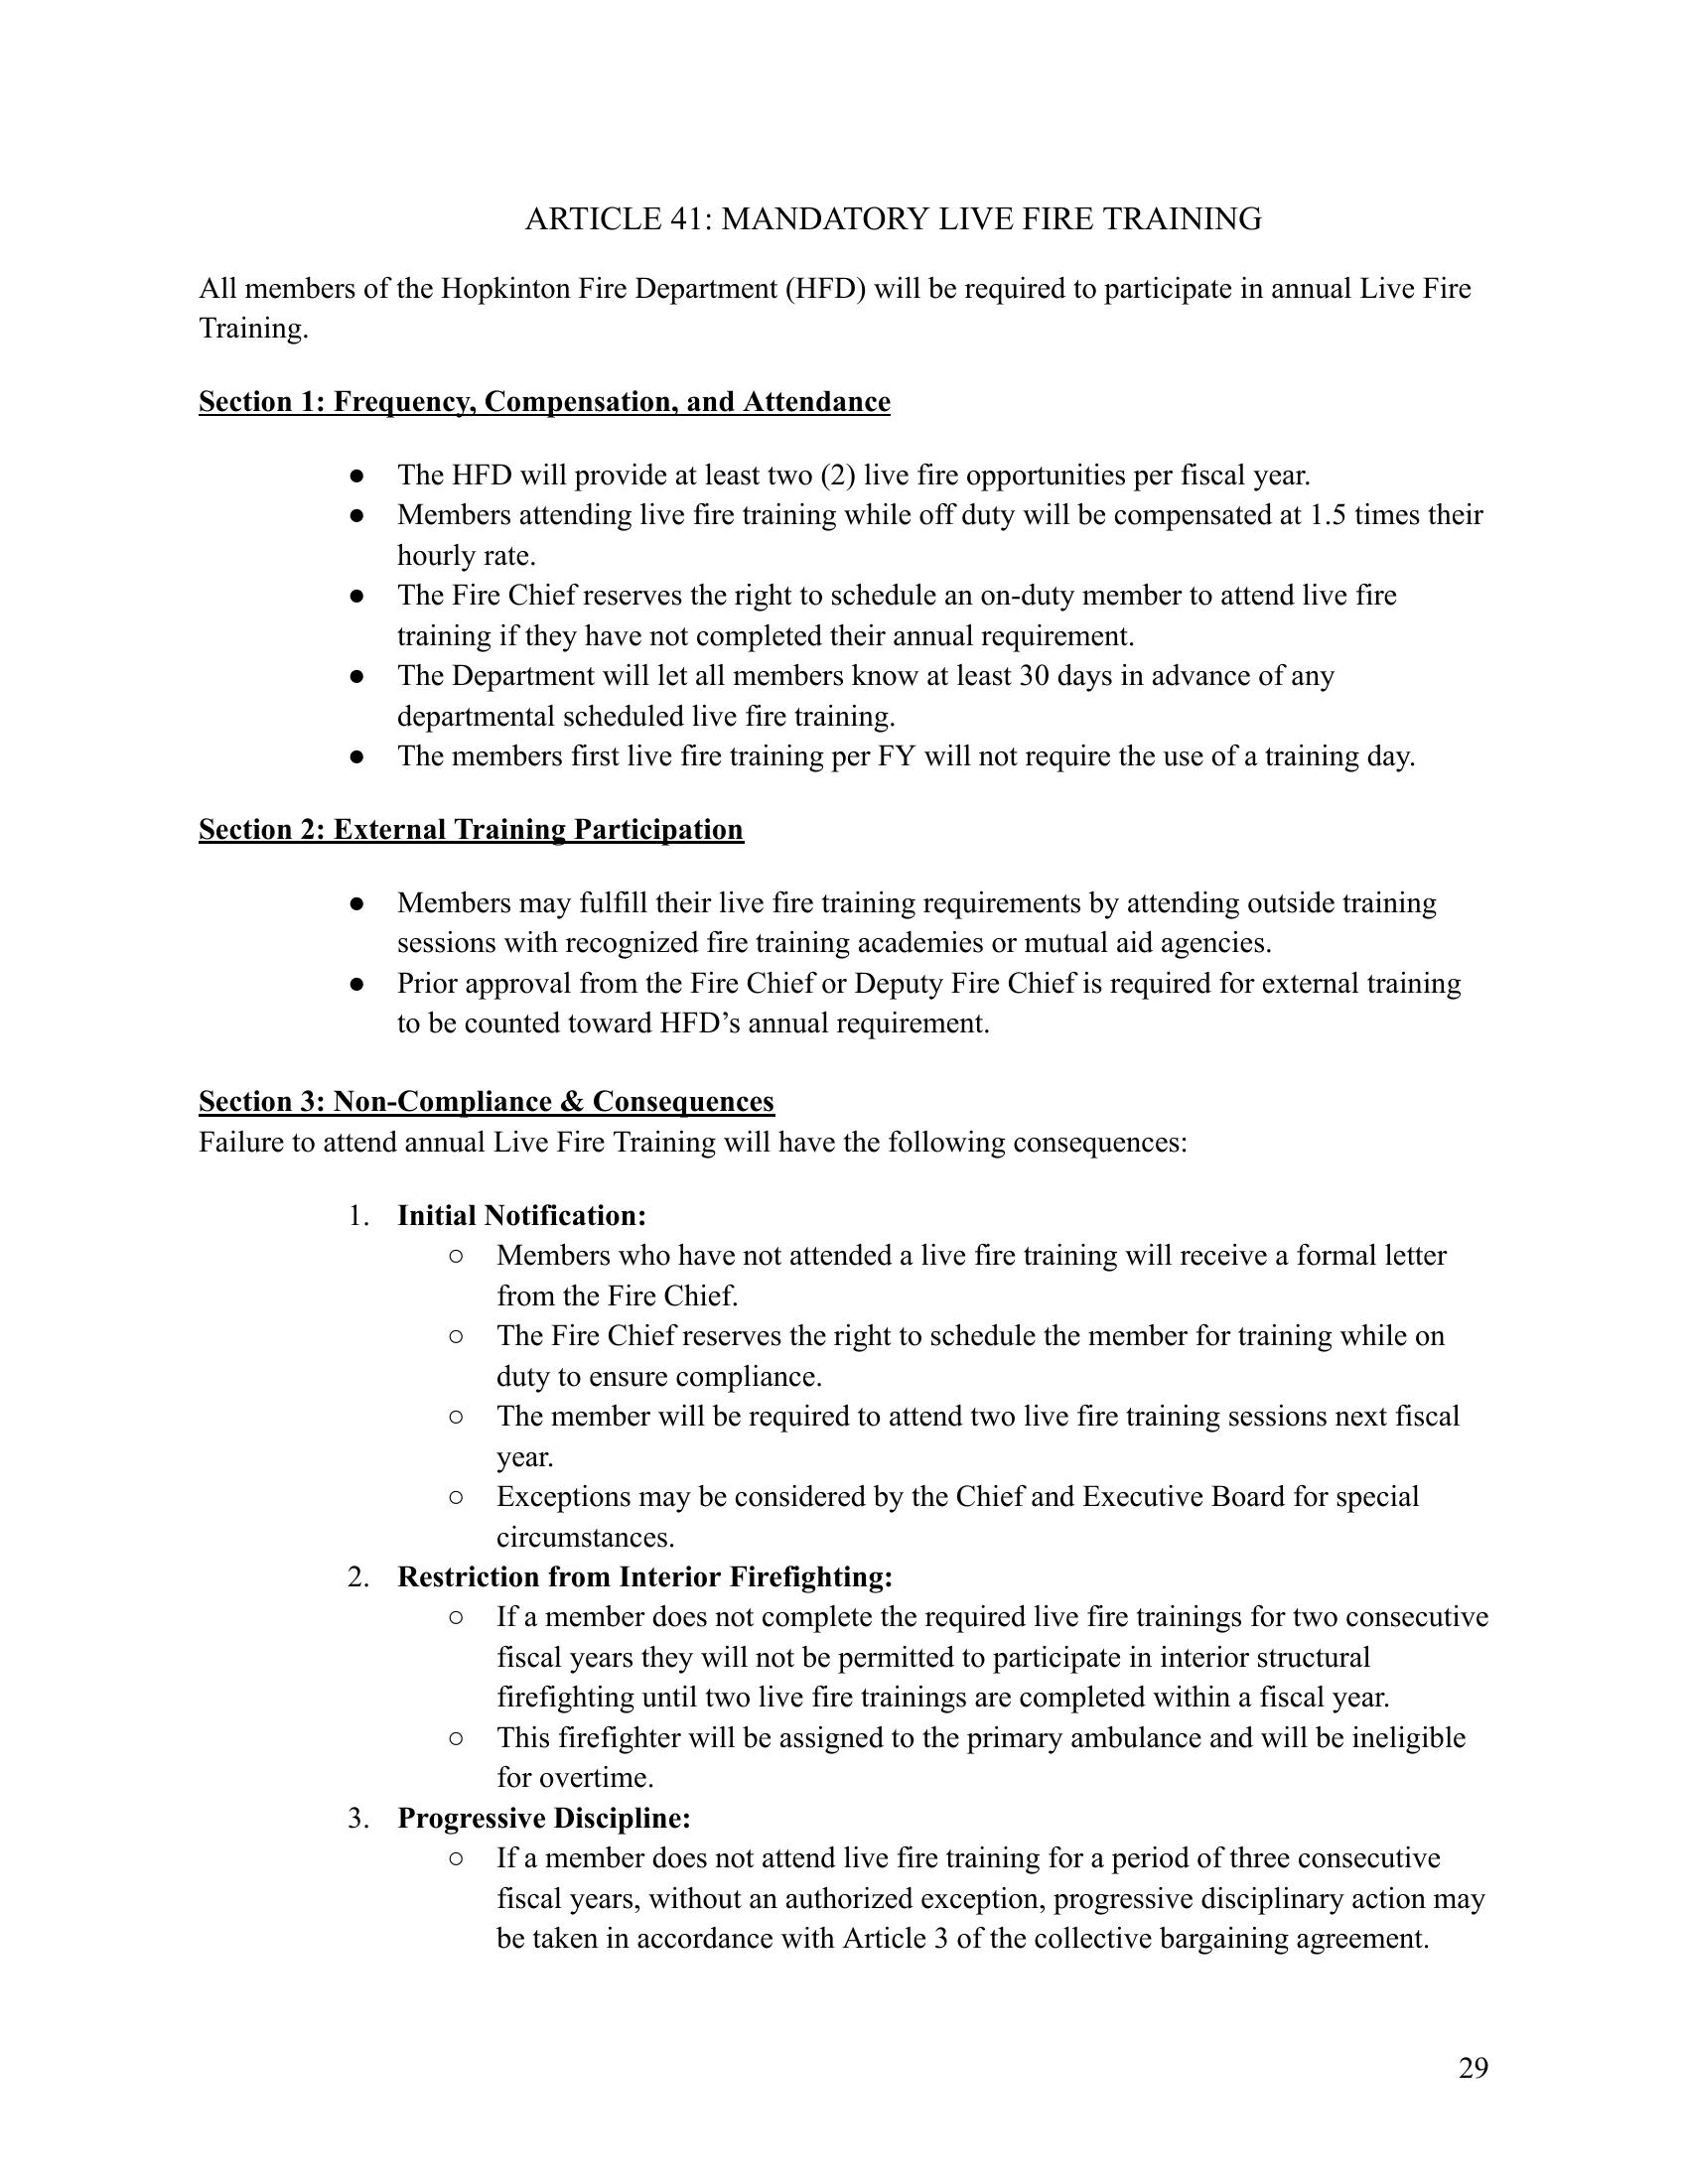 ARTICLE 41: MANDATORY LIVE FIRE TRAINING
All members of the Hopkinton Fire Department (HFD) will be required to participate in annual Live Fire
Training.
Section 1: Frequency, Compensation, and Attendance
● The HFD will provide at least two (2) live fire opportunities per fiscal year.
● Members attending live fire training while off duty will be compensated at 1.5 times their
hourly rate.
● The Fire Chief reserves the right to schedule an on-duty member to attend live fire
training if they have not completed their annual requirement.
● The Department will let all members know at least 30 days in advance of any
departmental scheduled live fire training.
● The members first live fire training per FY will not require the use of a training day.
Section 2: External Training Participation
● Members may fulfill their live fire training requirements by attending outside training
sessions with recognized fire training academies or mutual aid agencies.
● Prior approval from the Fire Chief or Deputy Fire Chief is required for external training
to be counted toward HFD’s annual requirement.
Section 3: Non-Compliance & Consequences
Failure to attend annual Live Fire Training will have the following consequences:
1. Initial Notification:
○ Members who have not attended a live fire training will receive a formal letter
from the Fire Chief.
○ The Fire Chief reserves the right to schedule the member for training while on
duty to ensure compliance.
○ The member will be required to attend two live fire training sessions next fiscal
year.
○ Exceptions may be considered by the Chief and Executive Board for special
circumstances.
2. Restriction from Interior Firefighting:
○ If a member does not complete the required live fire trainings for two consecutive
fiscal years they will not be permitted to participate in interior structural
firefighting until two live fire trainings are completed within a fiscal year.
○ This firefighter will be assigned to the primary ambulance and will be ineligible
for overtime.
3. Progressive Discipline:
○ If a member does not attend live fire training for a period of three consecutive
fiscal years, without an authorized exception, progressive disciplinary action may
be taken in accordance with Article 3 of the collective bargaining agreement.
29